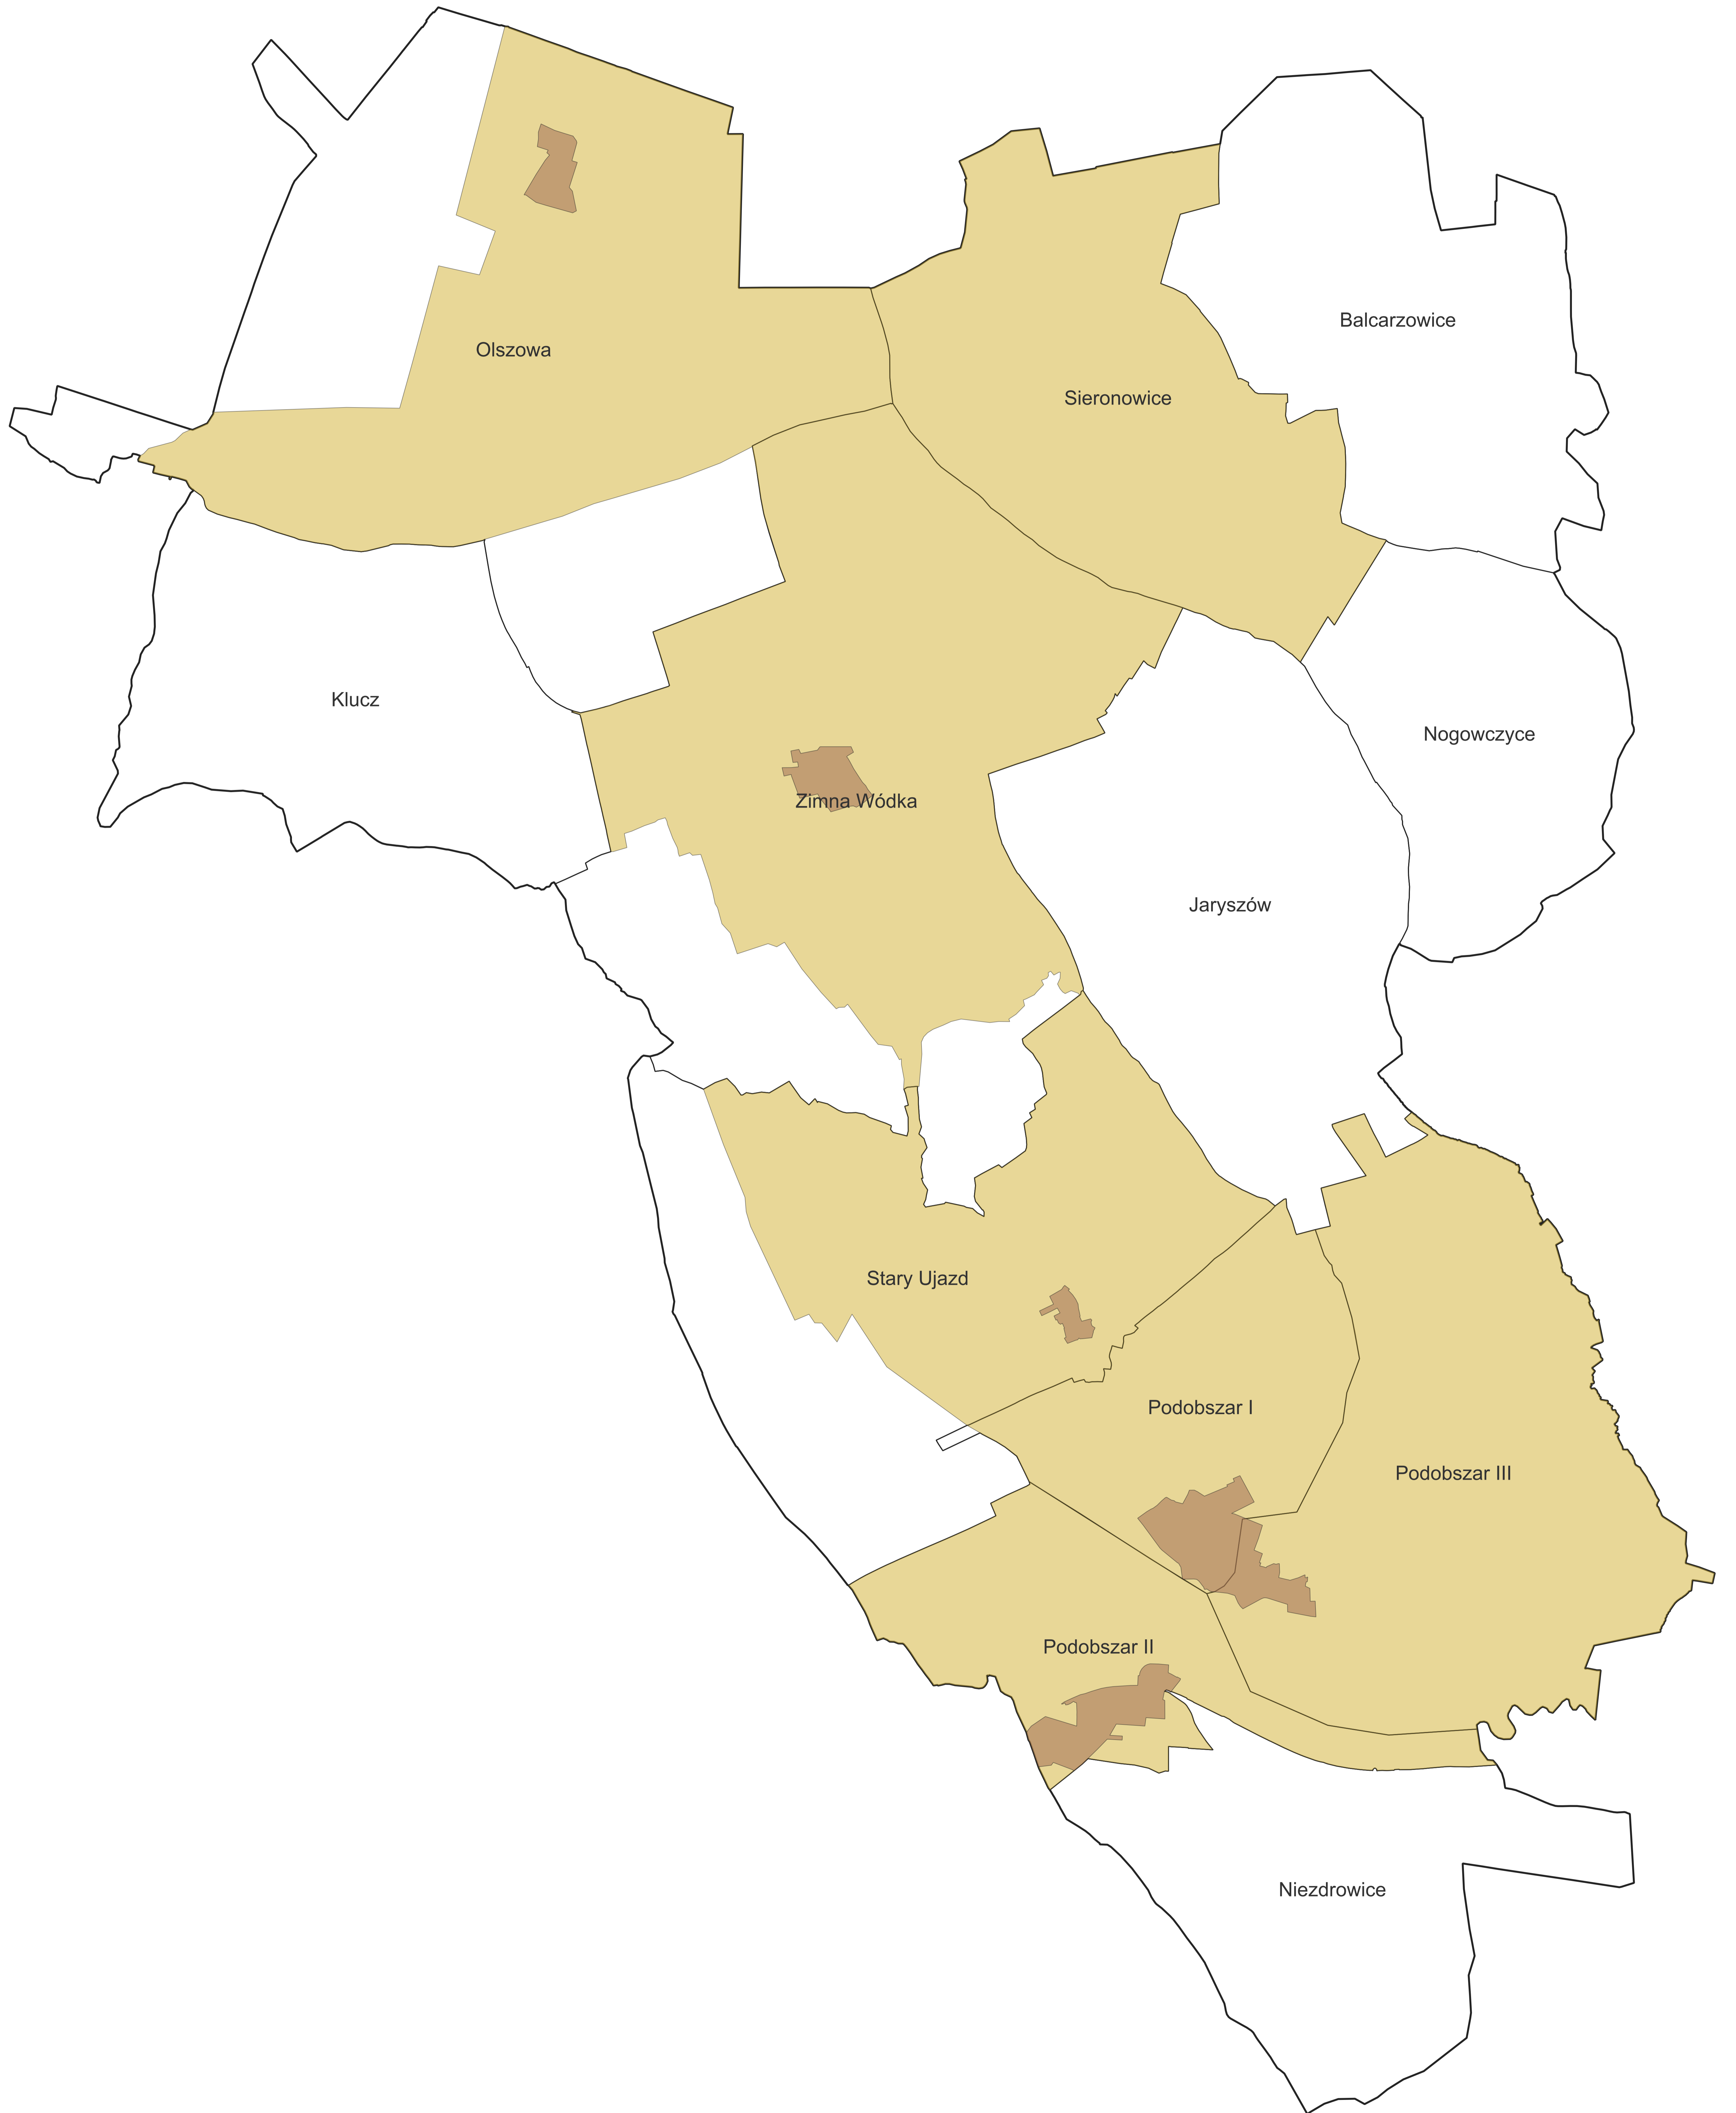 Balcarzowice
Olszowa
Sieronowice
Klucz
Nogowczyce
Zimna Wódka
Jaryszów
Stary Ujazd
Podobszar I
Podobszar III
Podobszar II
Niezdrowice